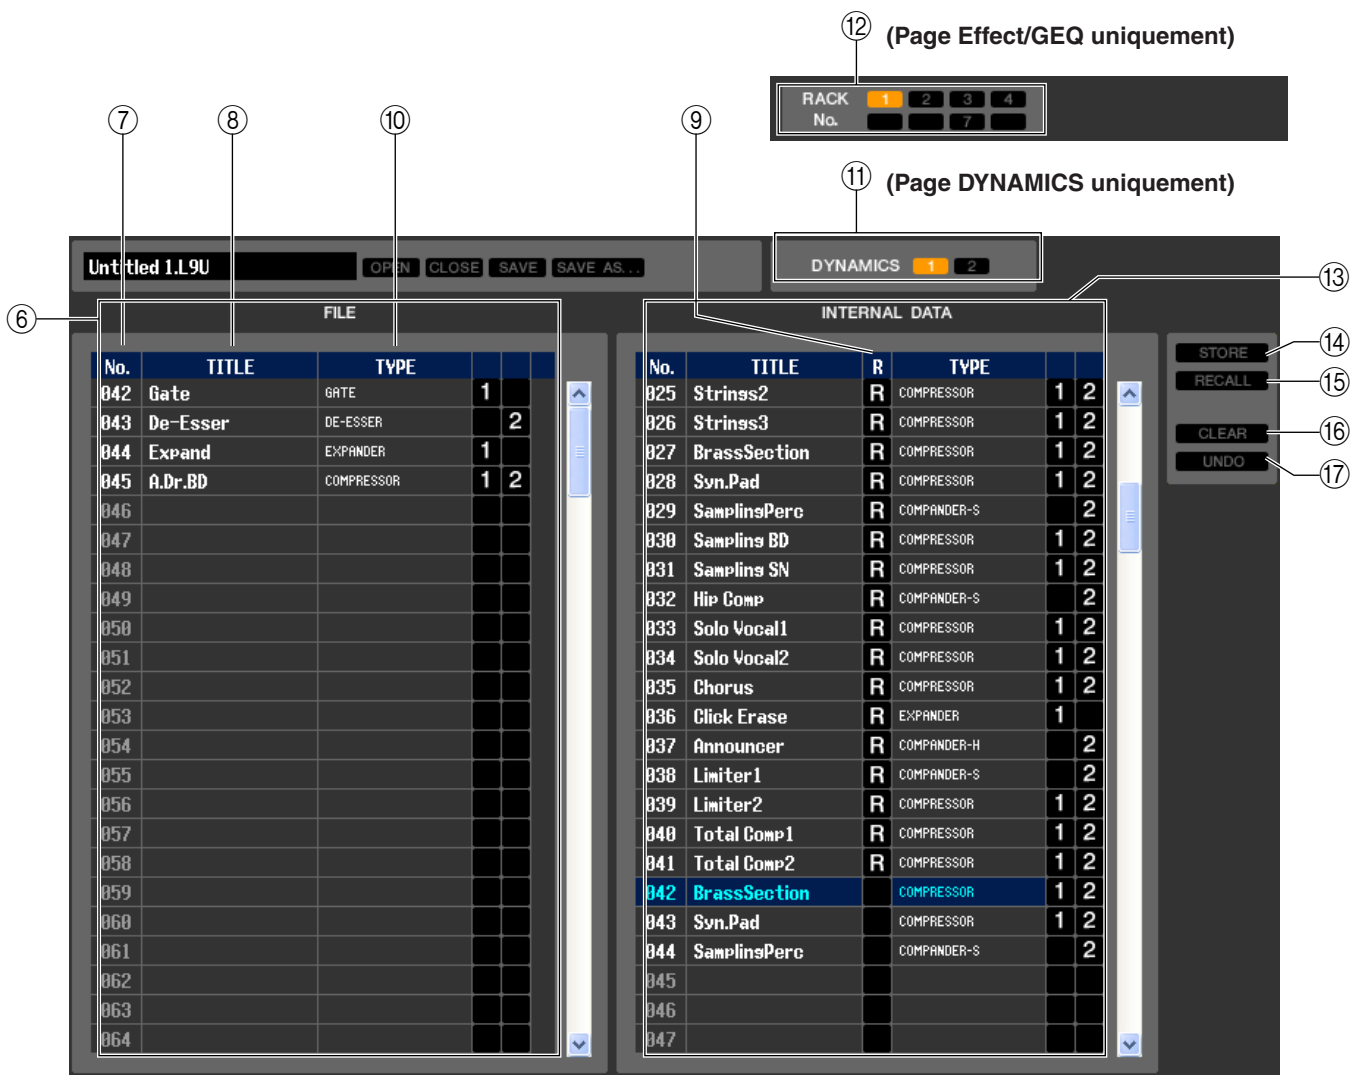 ⑫ (Page Effect/GEQ uniquement)
RACK 1 2 3 4
No. 7
⑦ ⑧ ⑩ ⑨
⑪ (Page DYNAMICS uniquement)
Untitled 1.L9U OPEN CLOSE SAVE SAVE AS... DYNAMICS 1 2
⑬
⑥ FILE INTERNAL DATA
No. TITLE TYPE No. TITLE R TYPE STORE ⑭
042 Gate GATE 1 025 Strings2 R COMPRESSOR 1 2 RECALL ⑮
043 De-Esser DE-ESSER 2 026 Strings3 R COMPRESSOR 1 2 CLEAR ⑯
044 Expand EXPANDER 1 027 BrassSection R COMPRESSOR 1 2 UNDO ⑰
045 A.Dr.BD COMPRESSOR 1 2 028 Syn.Pad R COMPRESSOR 1 2
046 029 SamplingPerc R COMPANDER-S 2
047 030 Sampling BD R COMPRESSOR 1 2
048 031 Sampling SN R COMPRESSOR 1 2
049 032 Hip Comp R COMPANDER-S 2
050 033 Solo Vocal1 R COMPRESSOR 1 2
051 034 Solo Vocal2 R COMPRESSOR 1 2
052 035 Chorus R COMPRESSOR 1 2
053 036 Click Erase R EXPANDER 1
054 037 Announcer R COMPANDER-H 2
055 038 Limiter1 R COMPANDER-S 2
056 039 Limiter2 R COMPRESSOR 1 2
057 040 Total Comp1 R COMPRESSOR 1 2
058 041 Total Comp2 R COMPRESSOR 1 2
059 042 BrassSection COMPRESSOR 1 2
060 043 Syn.Pad COMPRESSOR 1 2
061 044 SamplingPerc COMPANDER-S 2
062 045
063 046
064 047